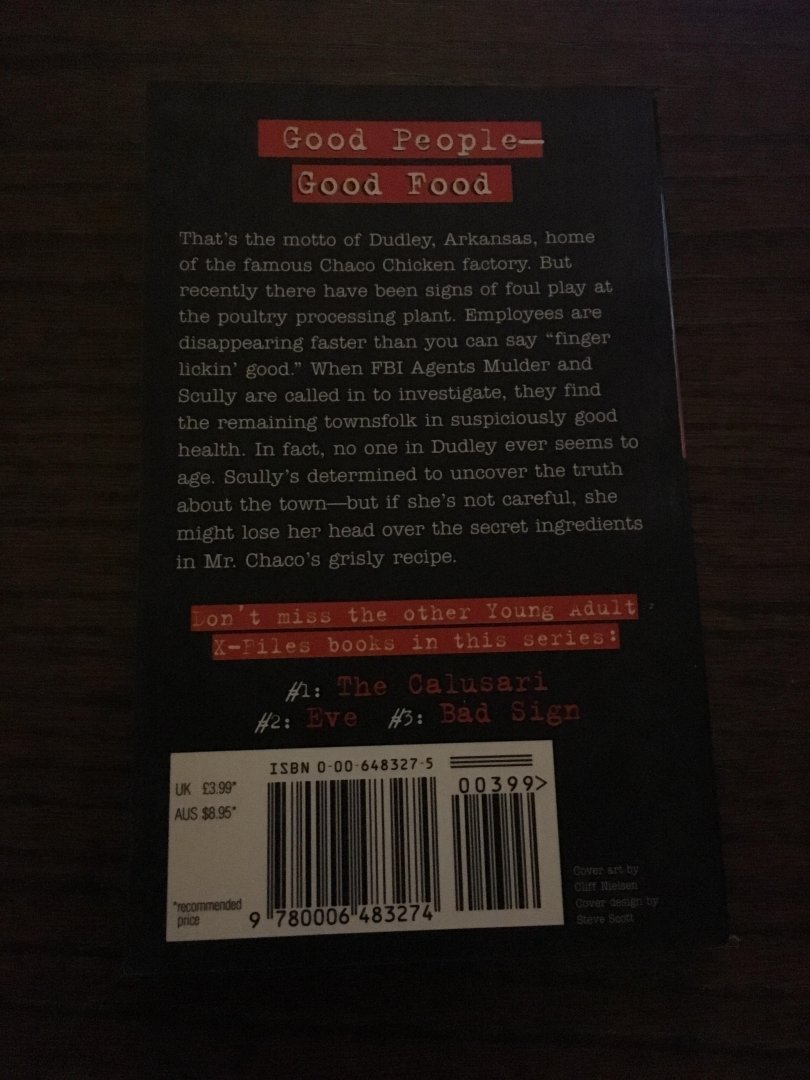 Good People—
Good Food
That's the motto of Dudley, Arkansas, home
of the famous Chaco Chicken factory. But
recently there have been signs of foul play at
the poultry processing plant. Employees are
disappearing faster than you can say "finger
lickin' good." When FBI Agents Mulder and
Scully are called in to investigate, they find
the remaining townsfolk in suspiciously good
health. In fact, no one in Dudley ever seems to
age. Scully's determined to uncover the truth
about the town—but if she's not careful, she
might lose her head over the secret ingredients
in Mr. Chaco's grisly recipe.
Don't miss the other Young Adult
X-Files books in this series:
#1: The Calusari
#2: Eve #3: Bad Sign
ISBN 0-00-648327-5
UK £3.99*
AUS $8.95*
*recommended
price
00399>
9 780006 483274
Cover art by
Cliff Nielsen
Cover design by
Steve Scott